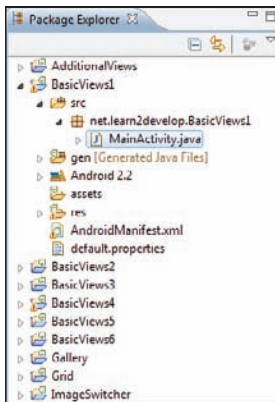 Package Explorer
AdditionalViews
BasicViews1
src
net.learn2develop.BasicViews1
MainActivity.java
gen [Generated Java Files]
Android 2.2
assets
res
AndroidManifest.xml
default.properties
BasicViews2
BasicViews3
BasicViews4
BasicViews5
BasicViews6
Gallery
Grid
ImageSwitcher